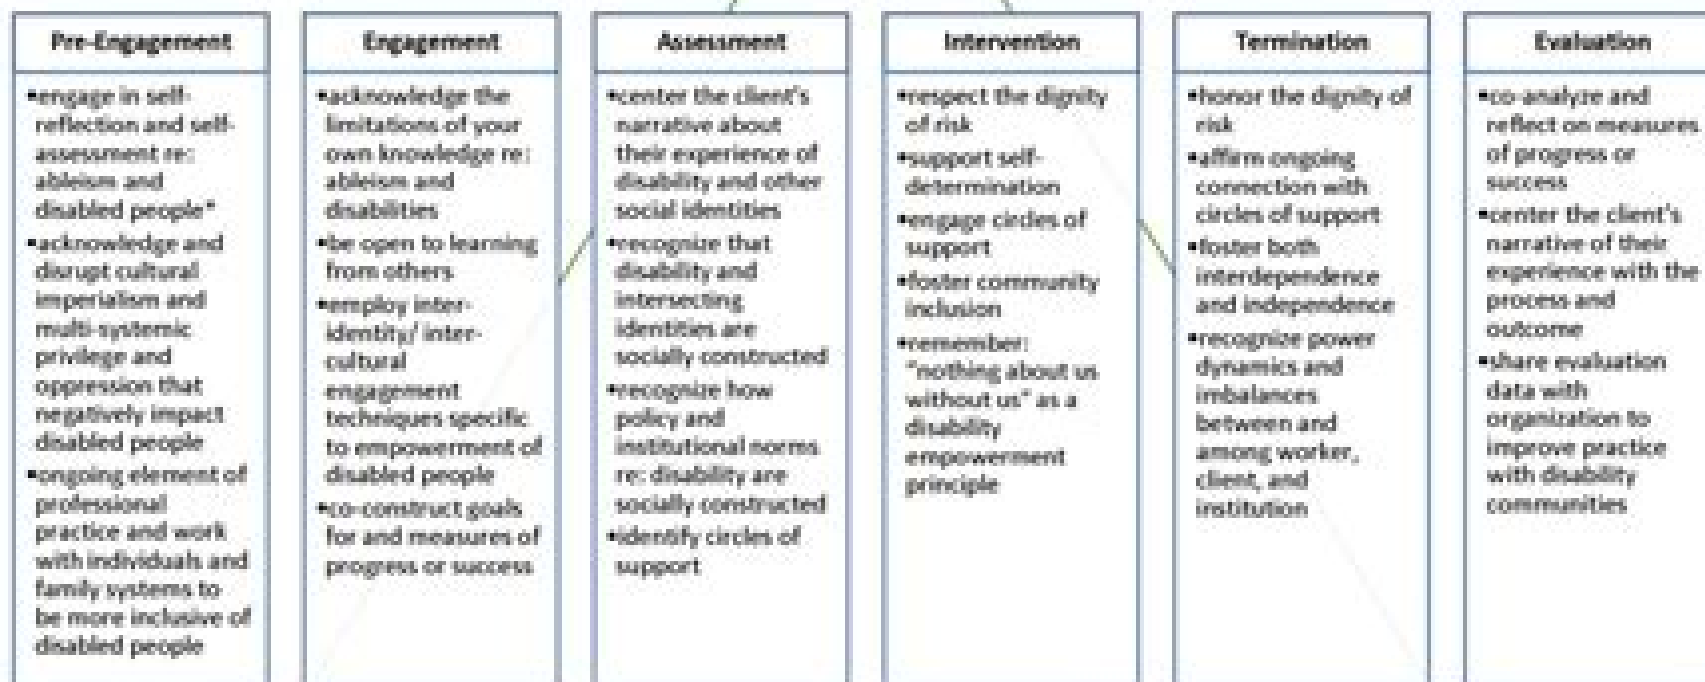 Pre-Engagement
•engage in self-
reflection and self-
assessment re:
ableism and
disabled people*
•acknowledge and
disrupt cultural
imperialism and
multi-systemic
privilege and
oppression that
negatively impact
disabled people
•ongoing element of
professional
practice and work
with individuals and
family systems to
be more inclusive of
disabled people
Engagement
•acknowledge the
limitations of your
own knowledge re:
ableism and
disabilities
•be open to learning
from others
•employ inter-
identity/ inter-
cultural
engagement
techniques specific
to empowerment of
disabled people
•co-construct goals
for and measures of
progress or success
Assessment
•center the client's
narrative about
their experience of
disability and other
social identities
•recognize that
disability and
intersecting
identities are
socially constructed
•recognize how
policy and
institutional norms
re: disability are
socially constructed
•identify circles of
support
Intervention
•respect the dignity
of risk
•support self-
determination
•engage circles of
support
•foster community
inclusion
•remember:
"nothing about us
without us" as a
disability
empowerment
principle
Termination
•honor the dignity of
risk
•affirm ongoing
connection with
circles of support
•foster both
interdependence
and independence
•recognize power
dynamics and
imbalances
between and
among worker,
client, and
institution
Evaluation
•co-analyze and
reflect on measures
of progress or
success
•center the client's
narrative of their
experience with the
process and
outcome
•share evaluation
data with
organization to
improve practice
with disability
communities